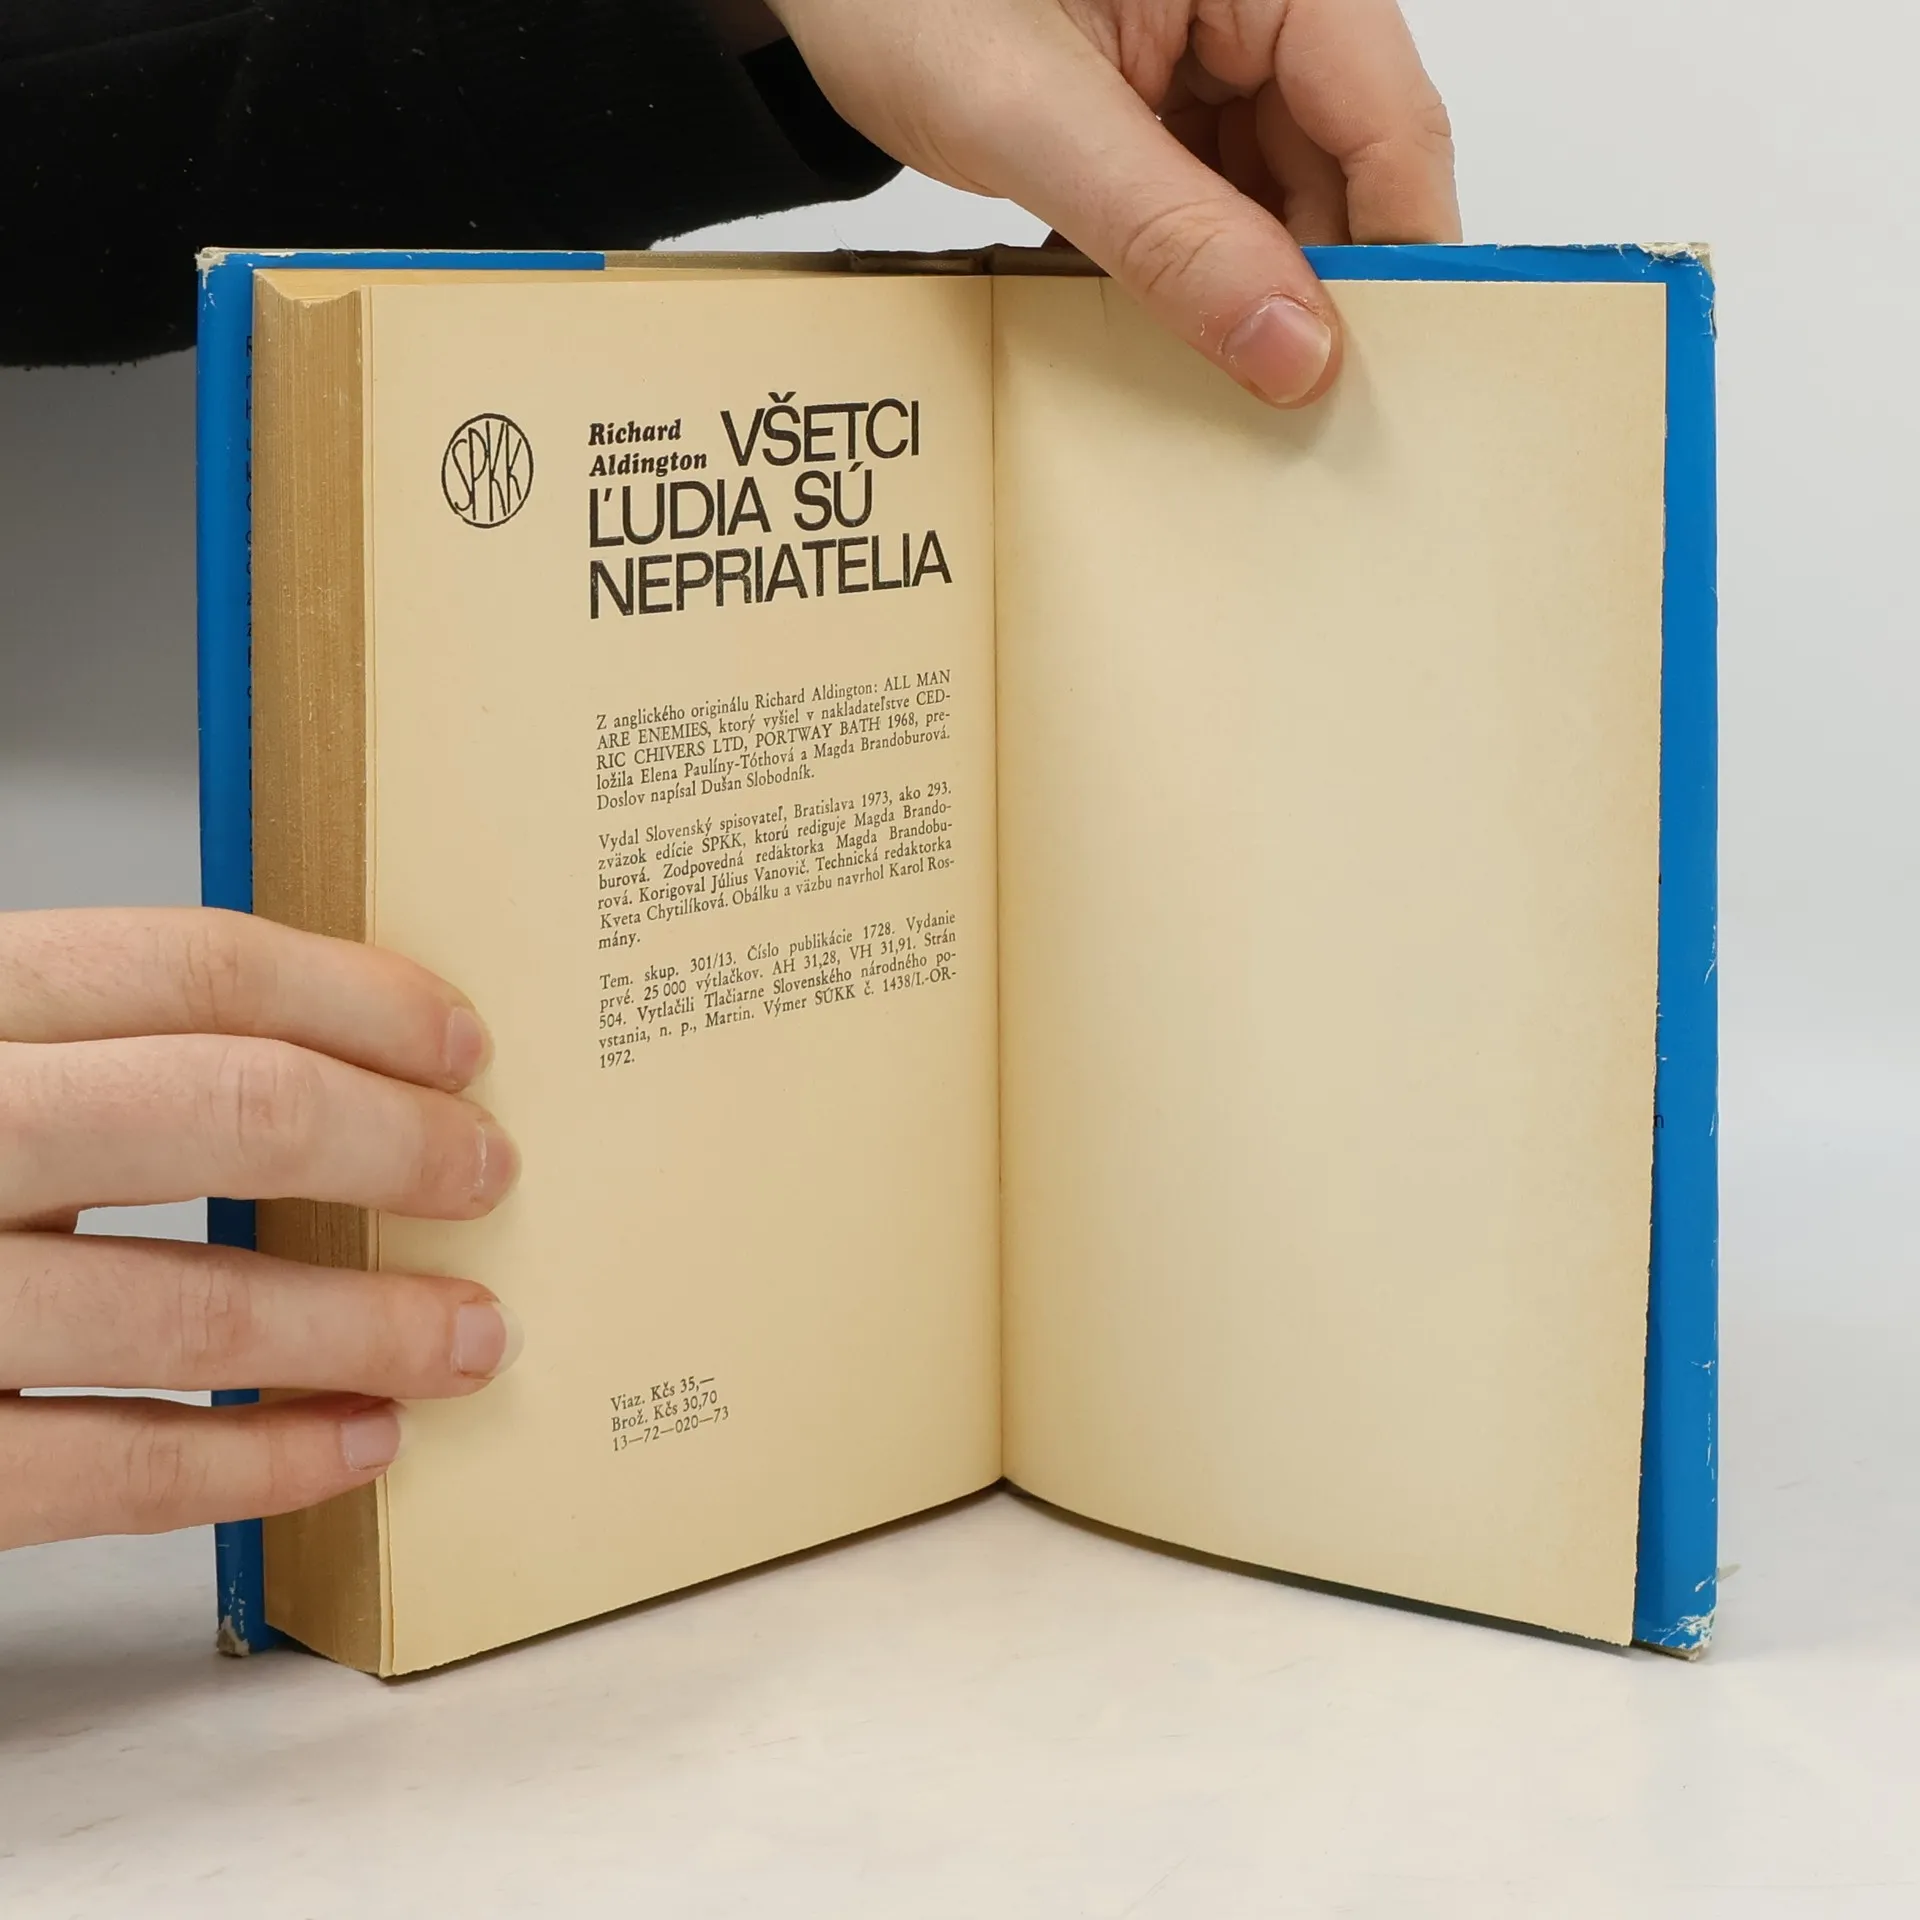 SPKK
Richard
Aldington VŠETCI
ĽUDIA SÚ
NEPRIATELIA
Z anglického originálu Richard Aldington: ALL MAN
ARE ENEMIES, ktorý vyšiel v nakladateľstve CED-
RIC CHIVERS LTD, PORTWAY BATH 1968, pre-
ložila Elena Paulíny-Tóthová a Magda Brandoburová.
Doslov napísal Dušan Slobodník.
Vydal Slovenský spisovateľ, Bratislava 1973, ako 293.
zväzok edície SPKK, ktorú rediguje Magda Brando-
burová. Zodpovedná redaktorka Magda Brandobu-
rová. Korigoval Július Vanovič. Technická redaktorka
Kveta Chytilíková. Obálku a väzbu navrhol Karol Ros-
mány.
Tem. skup. 301/13. Číslo publikácie 1728. Vydanie
prvé. 25 000 výtlačkov. AH 31,28, VH 31,91. Strán
504. Vytlačili Tlačiarne Slovenského národného po-
vstania, n. p., Martin. Výmer SÚKK č. 1438/I.-OR-
1972.
Viaz. Kčs 35,—
Brož. Kčs 30,70
13—72—020—73